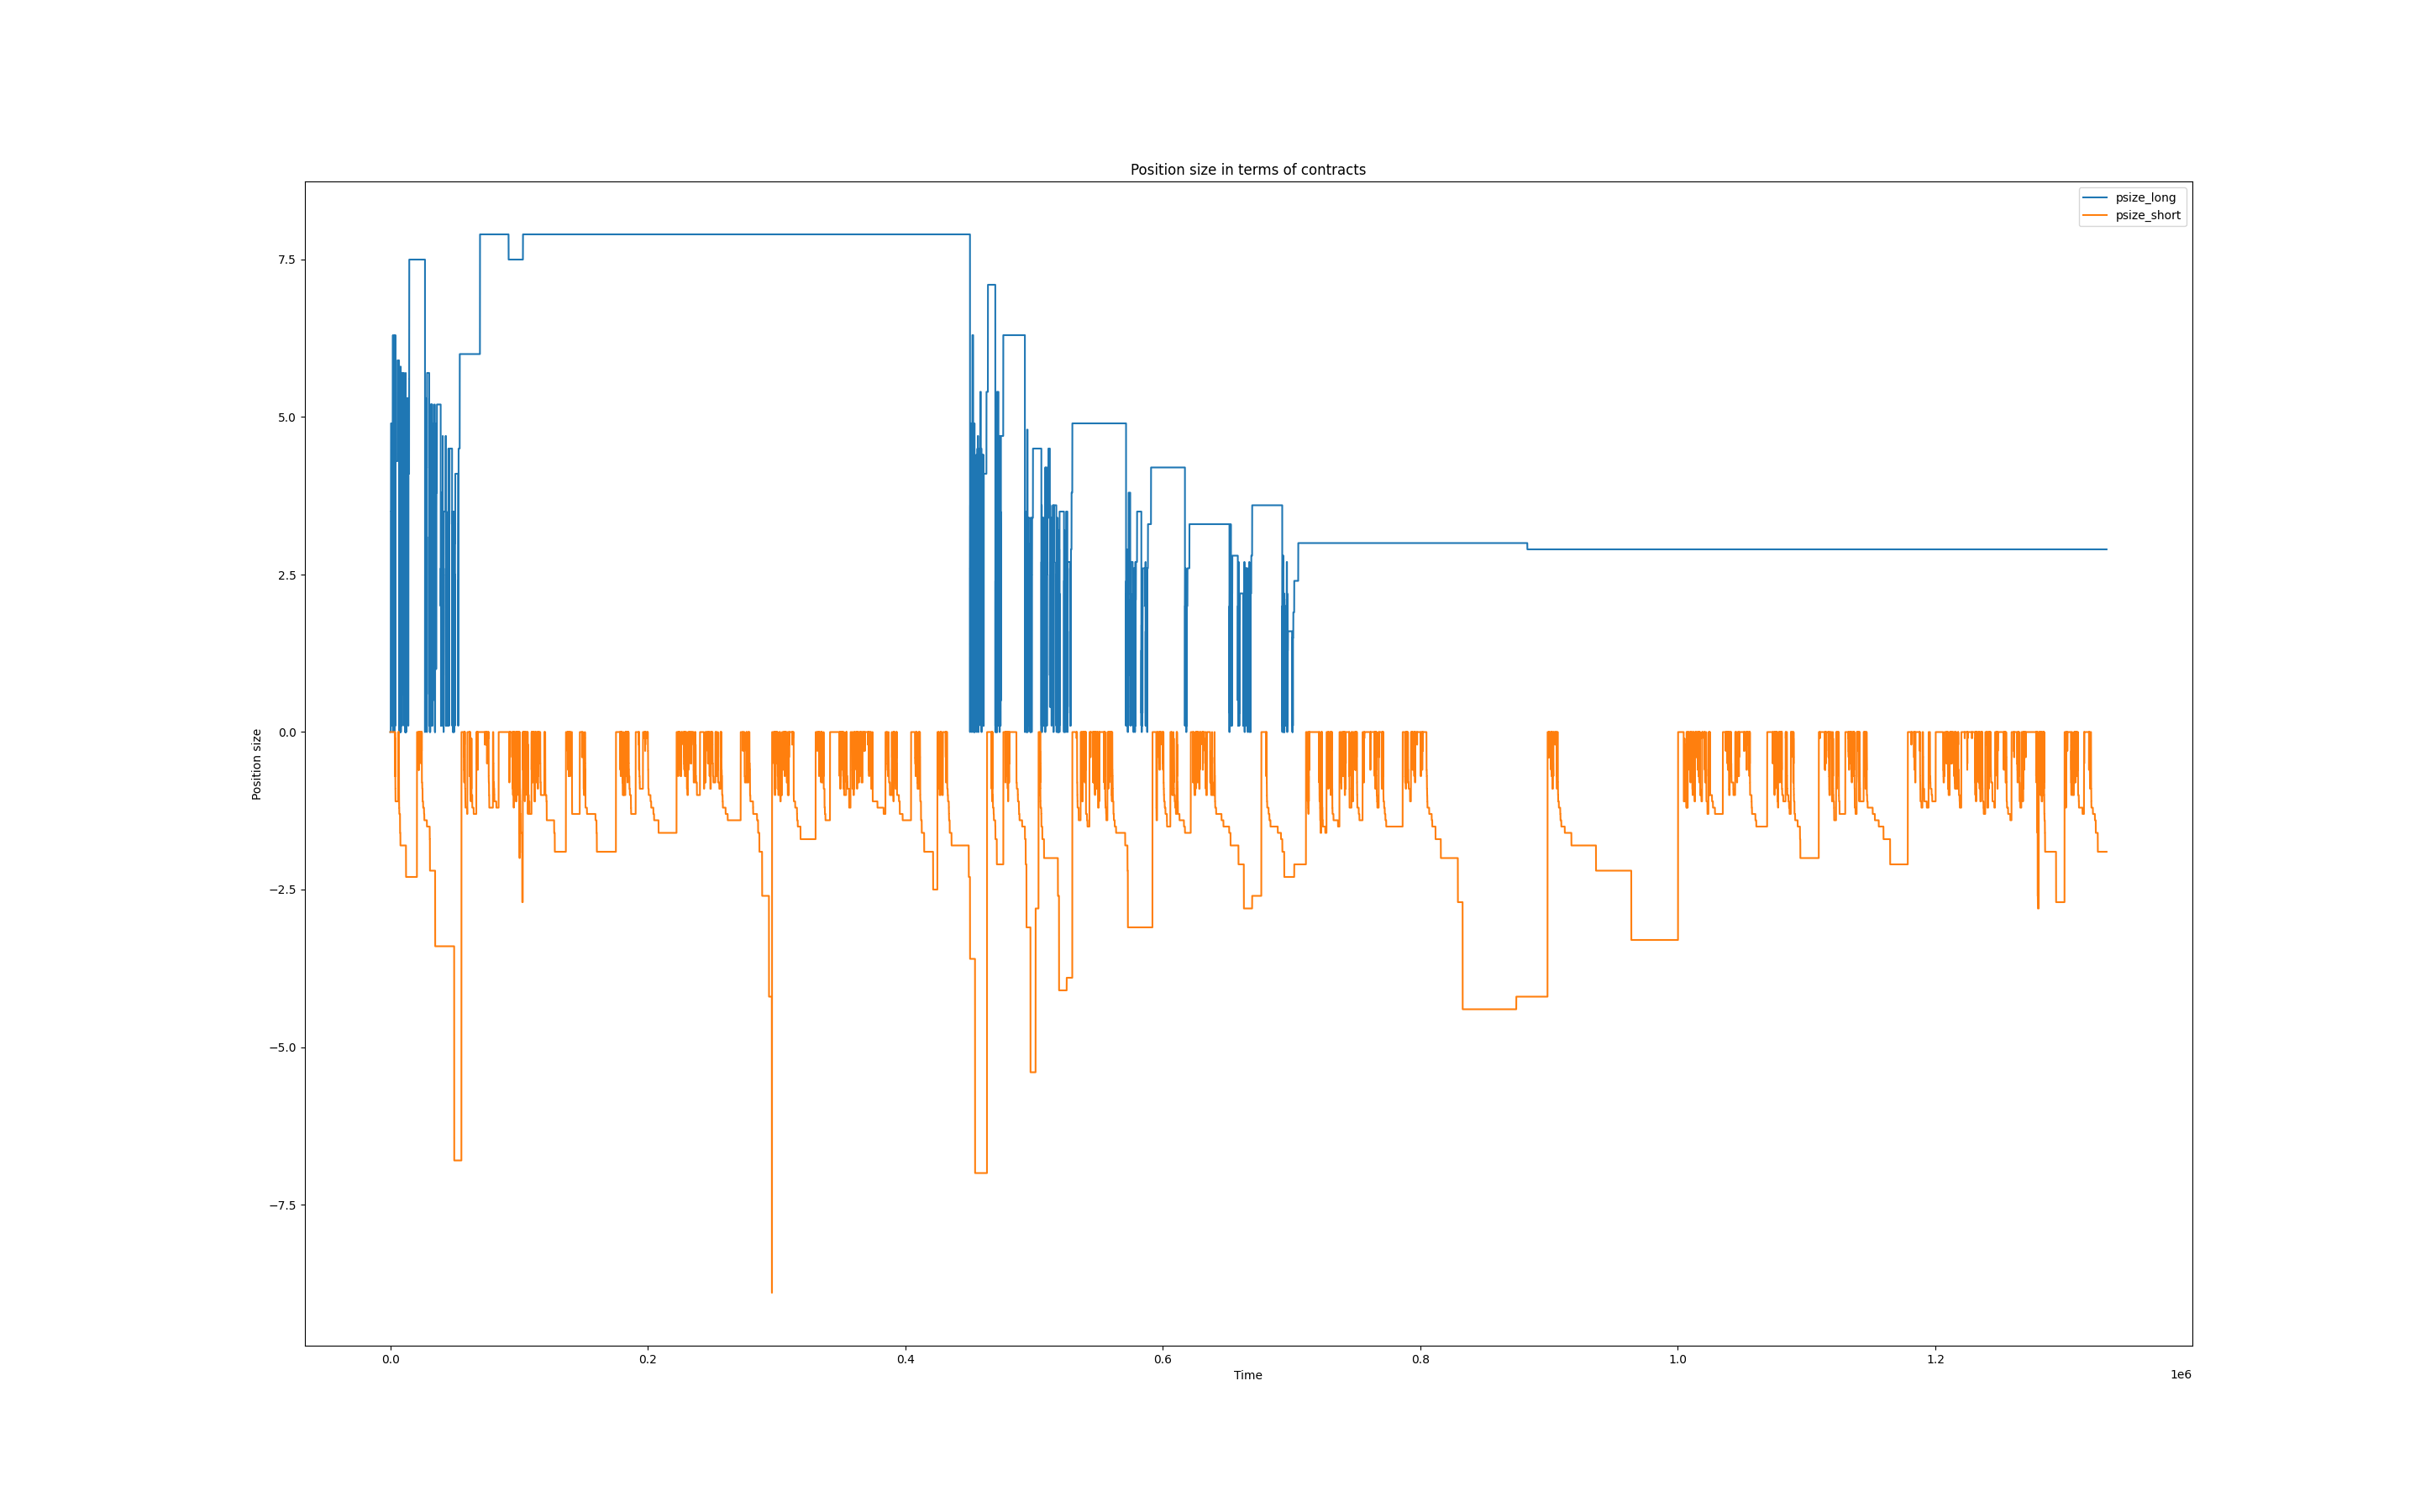 Position size in terms of contracts
psize_long
psize_short
7.5
5.0
2.5
0.0
−2.5
−5.0
−7.5
Position size
0.0 0.2 0.4 0.6 0.8 1.0 1.2
Time
1e6